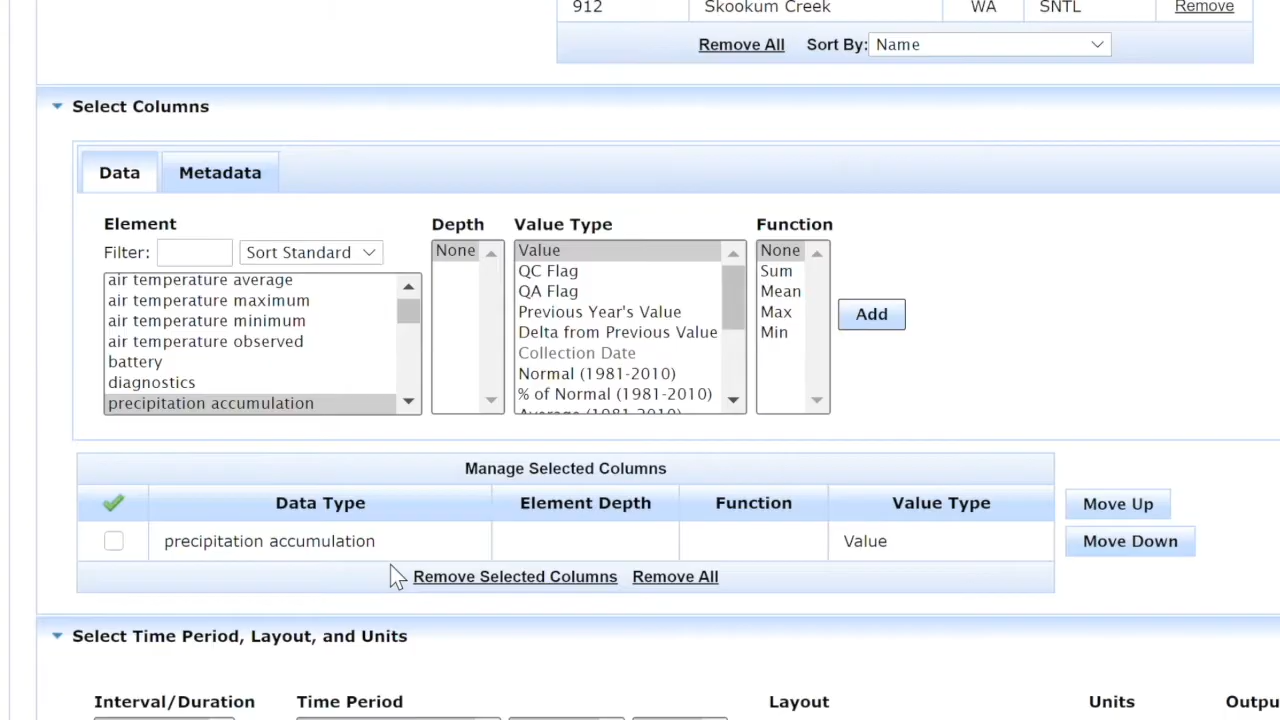 912 Skookum Creek WA SNTL Remove
Remove All Sort By: Name
Select Columns
Data Metadata
Element Depth Value Type Function
Filter: Sort Standard
air temperature average
air temperature maximum
air temperature minimum
air temperature observed
battery
diagnostics
precipitation accumulation
None
Value
QC Flag
QA Flag
Previous Year's Value
Delta from Previous Value
Collection Date
Normal (1981-2010)
% of Normal (1981-2010)
Average (1981-2010)
None
Sum
Mean
Max
Min
Add
Manage Selected Columns
Data Type Element Depth Function Value Type
Move Up
precipitation accumulation Value
Move Down
Remove Selected Columns Remove All
Select Time Period, Layout, and Units
Interval/Duration Time Period Layout Units Outpu